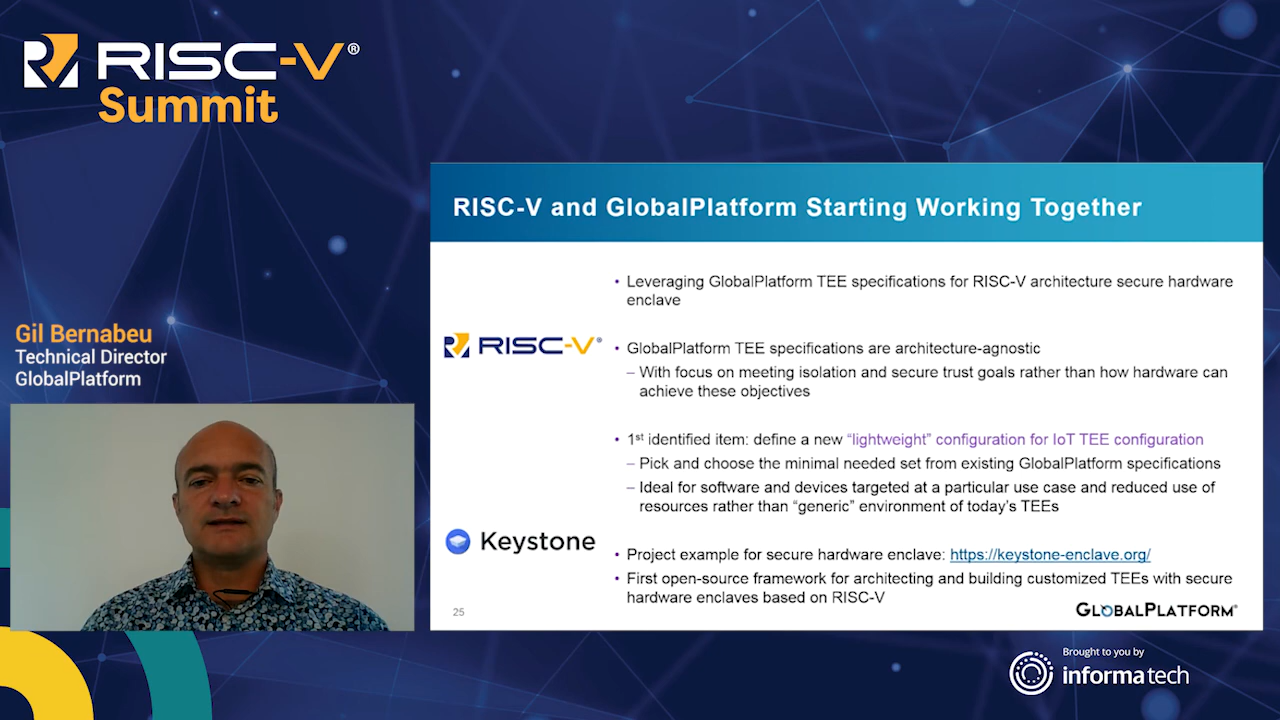 RISC-V®
Summit
RISC-V and GlobalPlatform Starting Working Together
• Leveraging GlobalPlatform TEE specifications for RISC-V architecture secure hardware
enclave
Gil Bernabeu
Technical Director
GlobalPlatform
RISC-V®
• GlobalPlatform TEE specifications are architecture-agnostic
– With focus on meeting isolation and secure trust goals rather than how hardware can
achieve these objectives
• 1st identified item: define a new “lightweight” configuration for IoT TEE configuration
– Pick and choose the minimal needed set from existing GlobalPlatform specifications
– Ideal for software and devices targeted at a particular use case and reduced use of
resources rather than “generic” environment of today’s TEEs
Keystone
• Project example for secure hardware enclave: https://keystone-enclave.org/
• First open-source framework for architecting and building customized TEEs with secure
hardware enclaves based on RISC-V
25
GLOBALPLATFORM®
Brought to you by
informa tech